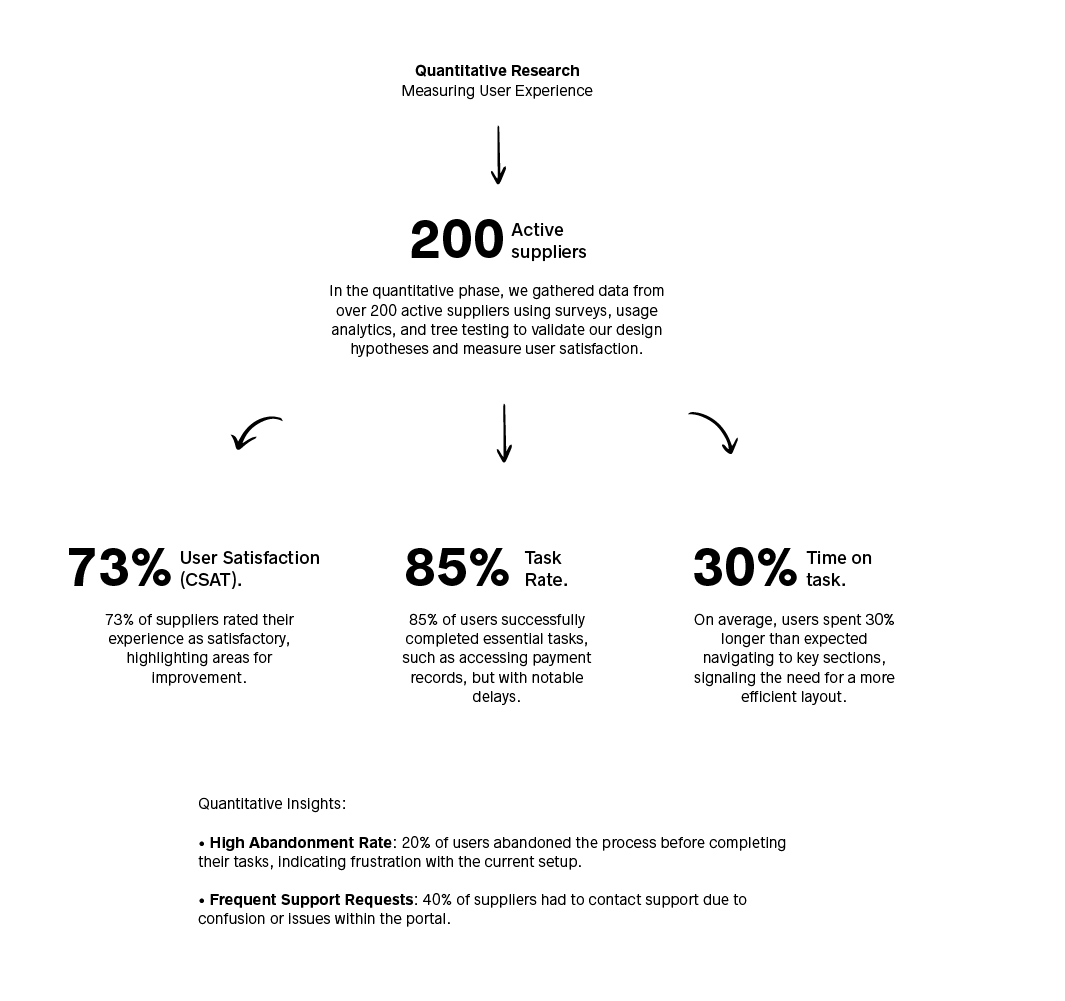 Quantitative Research
Measuring User Experience
200 Active
suppliers
In the quantitative phase, we gathered data from
over 200 active suppliers using surveys, usage
analytics, and tree testing to validate our design
hypotheses and measure user satisfaction.
73% User Satisfaction
(CSAT).
73% of suppliers rated their
experience as satisfactory,
highlighting areas for
improvement.
85% Task
Rate.
85% of users successfully
completed essential tasks,
such as accessing payment
records, but with notable
delays.
30% Time on
task.
On average, users spent 30%
longer than expected
navigating to key sections,
signaling the need for a more
efficient layout.
Quantitative Insights:
• High Abandonment Rate: 20% of users abandoned the process before completing
their tasks, indicating frustration with the current setup.
• Frequent Support Requests: 40% of suppliers had to contact support due to
confusion or issues within the portal.